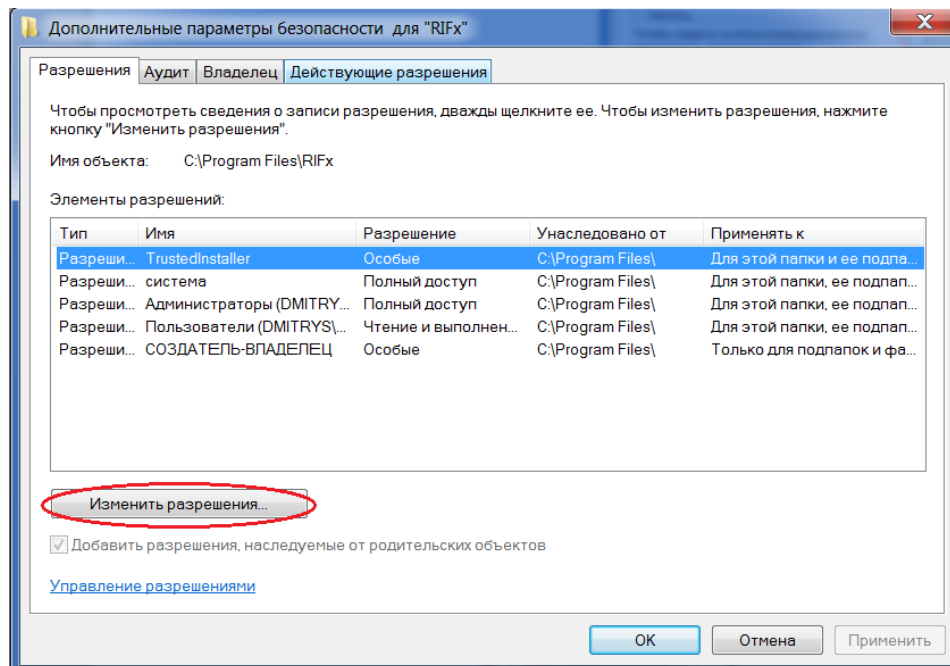 Дополнительные параметры безопасности для "RIFx"
Разрешения Аудит Владелец Действующие разрешения
Чтобы просмотреть сведения о записи разрешения, дважды щелкните ее. Чтобы изменить разрешения, нажмите
кнопку "Изменить разрешения".
Имя объекта: C:\Program Files\RIFx
Элементы разрешений:
Тип Имя Разрешение Унаследовано от Применять к
Разреши... TrustedInstaller Особые C:\Program Files\ Для этой папки и ее подпа...
Разреши... система Полный доступ C:\Program Files\ Для этой папки, ее подпап...
Разреши... Администраторы (DMITRY... Полный доступ C:\Program Files\ Для этой папки, ее подпап...
Разреши... Пользователи (DMITRYS\... Чтение и выполнен... C:\Program Files\ Для этой папки, ее подпап...
Разреши... СОЗДАТЕЛЬ-ВЛАДЕЛЕЦ Особые C:\Program Files\ Только для подпапок и фа...
Изменить разрешения...
Добавить разрешения, наследуемые от родительских объектов
Управление разрешениями
ОК Отмена Применить